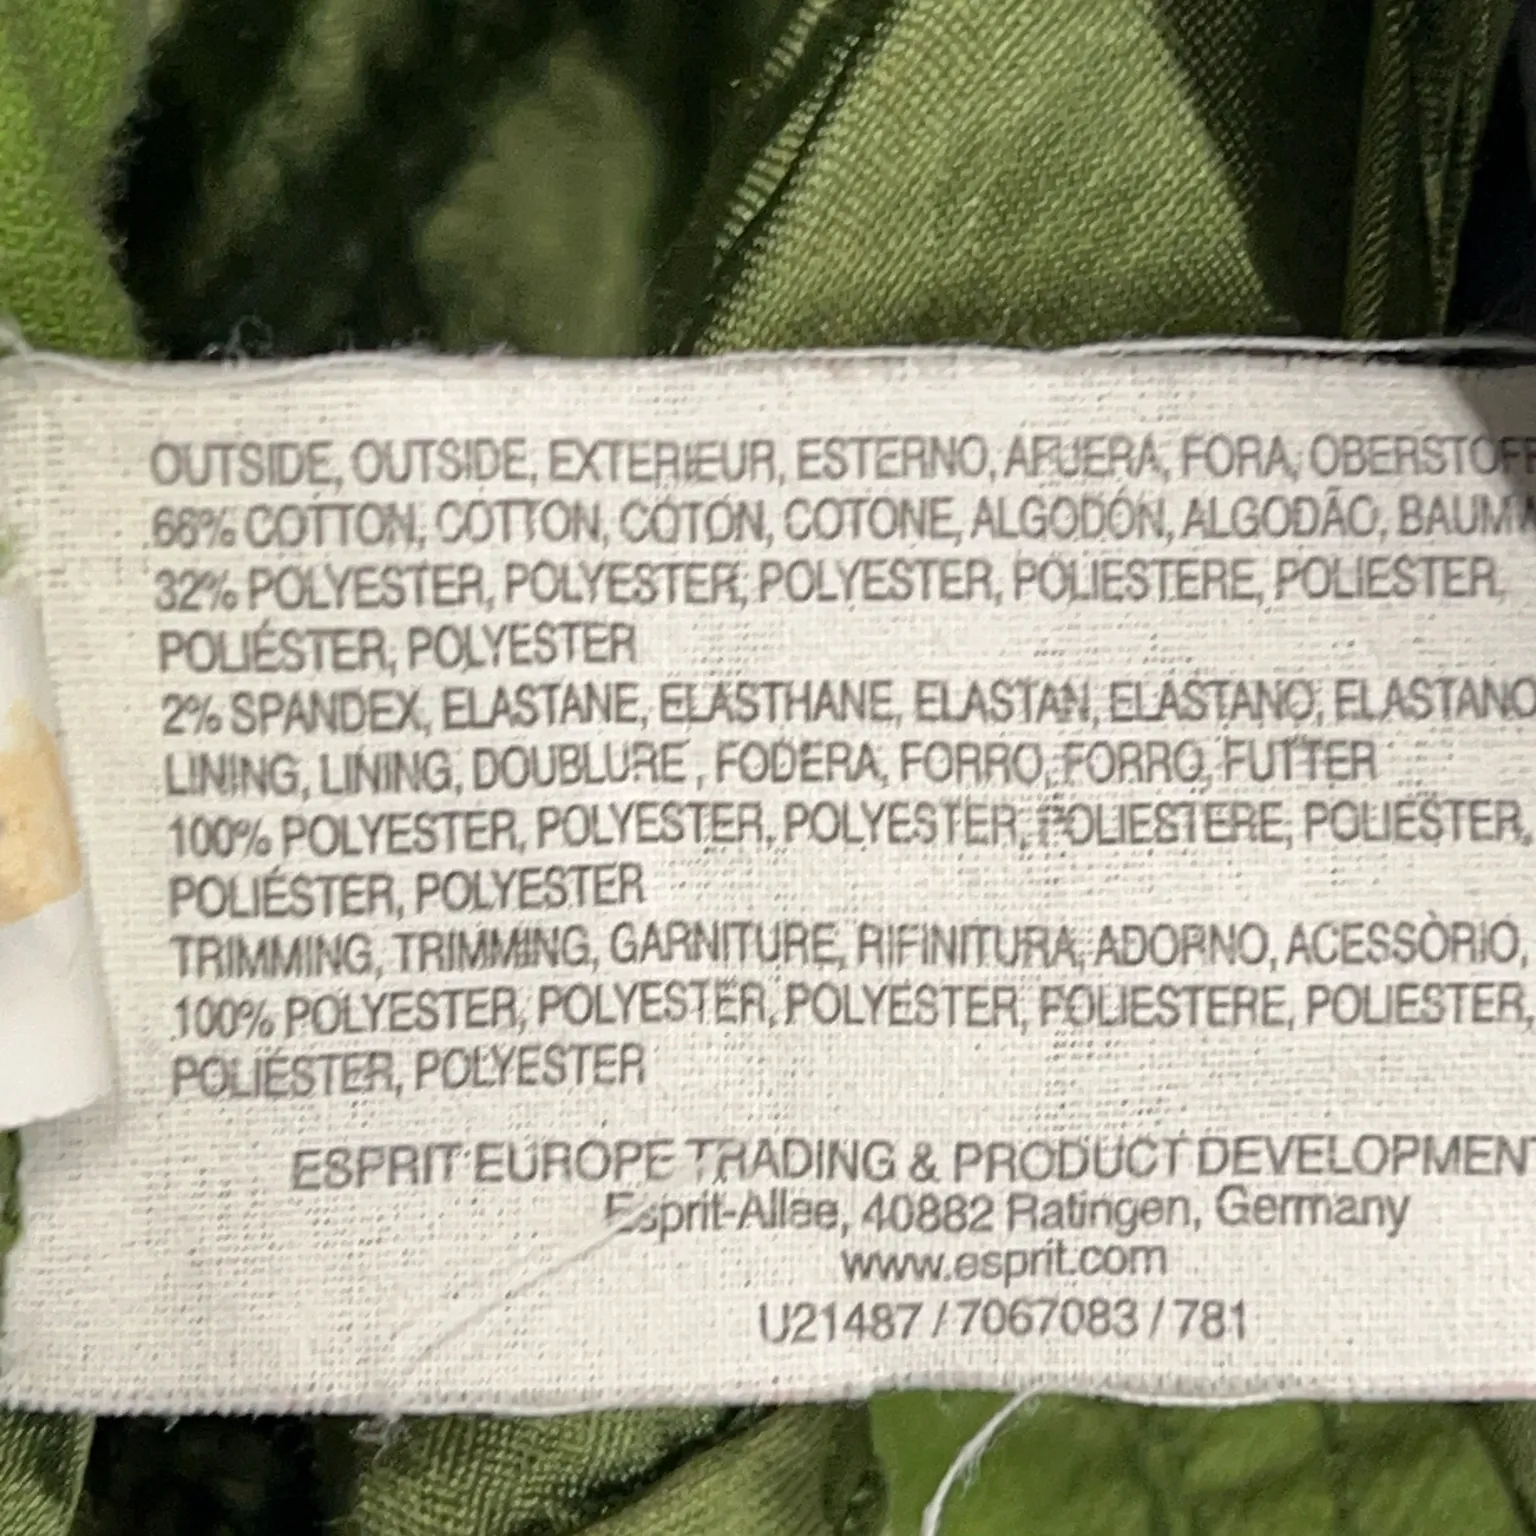 OUTSIDE, OUTSIDE, EXTERIEUR, ESTERNO, AFUERA, FORA, OBERSTOFF
66% COTTON, COTTON, COTON, COTONE, ALGODÓN, ALGODÃO, BAUMW
32% POLYESTER, POLYESTER, POLYESTER, POLIESTERE, POLIESTER,
POLIÉSTER, POLYESTER
2% SPANDEX, ELASTANE, ELASTHANE, ELASTAN, ELASTANO, ELASTANO
LINING, LINING, DOUBLURE , FODERA, FORRO, FORRO, FUTTER
100% POLYESTER, POLYESTER, POLYESTER, POLIESTERE, POLIESTER,
POLIÉSTER, POLYESTER
TRIMMING, TRIMMING, GARNITURE, RIFINITURA, ADORNO, ACESSÒRIO,
100% POLYESTER, POLYESTER, POLYESTER, POLIESTERE, POLIESTER,
POLIÉSTER, POLYESTER
ESPRIT EUROPE TRADING & PRODUCT DEVELOPMENT
Esprit-Allee, 40882 Ratingen, Germany
www.esprit.com
U21487 / 7067083 / 781